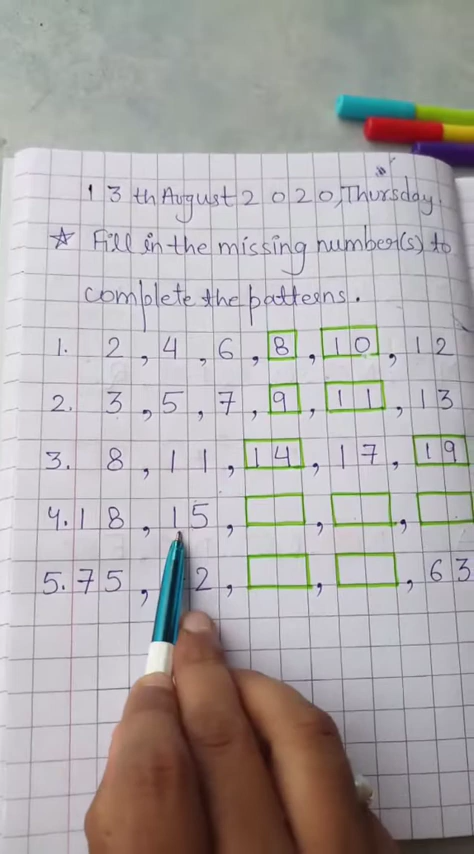 13th August 2020, Thursday.
☆ Fill in the missing number(s) to
complete the patterns.
1. 2, 4, 6, 8, 10, 12
2. 3, 5, 7, 9, 11, 13
3. 8, 11, 14, 17, 19
4. 18, 15, , ,
5. 75, 2, , , 63